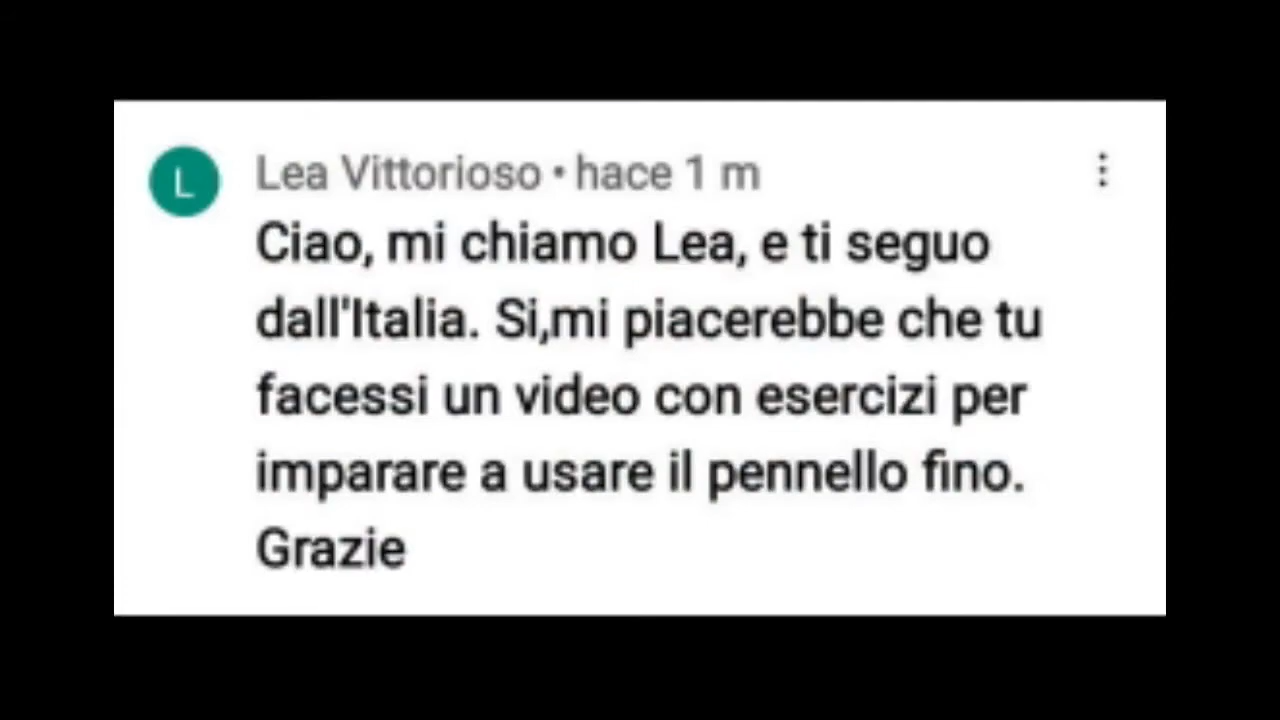 L
Lea Vittorioso • hace 1 m
Ciao, mi chiamo Lea, e ti seguo
dall'Italia. Si,mi piacerebbe che tu
facessi un video con esercizi per
imparare a usare il pennello fino.
Grazie